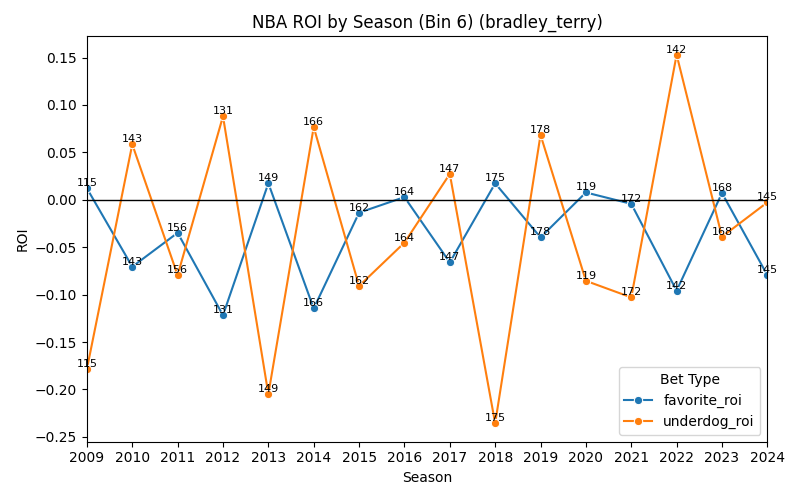 NBA ROI by Season (Bin 6) (bradley_terry)
ROI
0.15
0.10
0.05
0.00
−0.05
−0.10
−0.15
−0.20
−0.25
115 143 156 131 149 166 162 164 147 175 178 119 172 142 168 145
115 143 156 131 149 166 162 164 147 175 178 119 172 142 168 145
Bet Type
favorite_roi
underdog_roi
2009 2010 2011 2012 2013 2014 2015 2016 2017 2018 2019 2020 2021 2022 2023 2024
Season